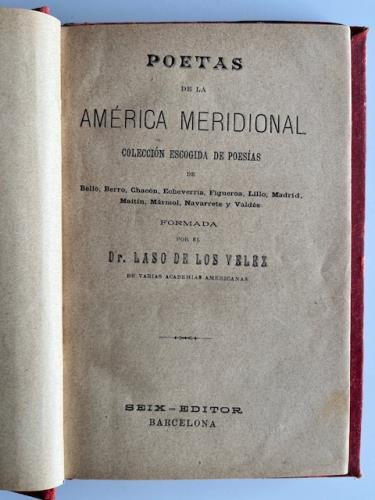 POETAS
DE LA
AMÉRICA MERIDIONAL
COLECCIÓN ESCOGIDA DE POESÍAS
DE
Bello, Berro, Chacón, Echeverría, Figueroa, Lillo, Madrid,
Maitín, Mármol, Navarrete y Valdés
FORMADA
POR EL
Dr. LASO DE LOS VELEZ
DE VARIAS ACADEMIAS AMERICANAS
SEIX-EDITOR
BARCELONA